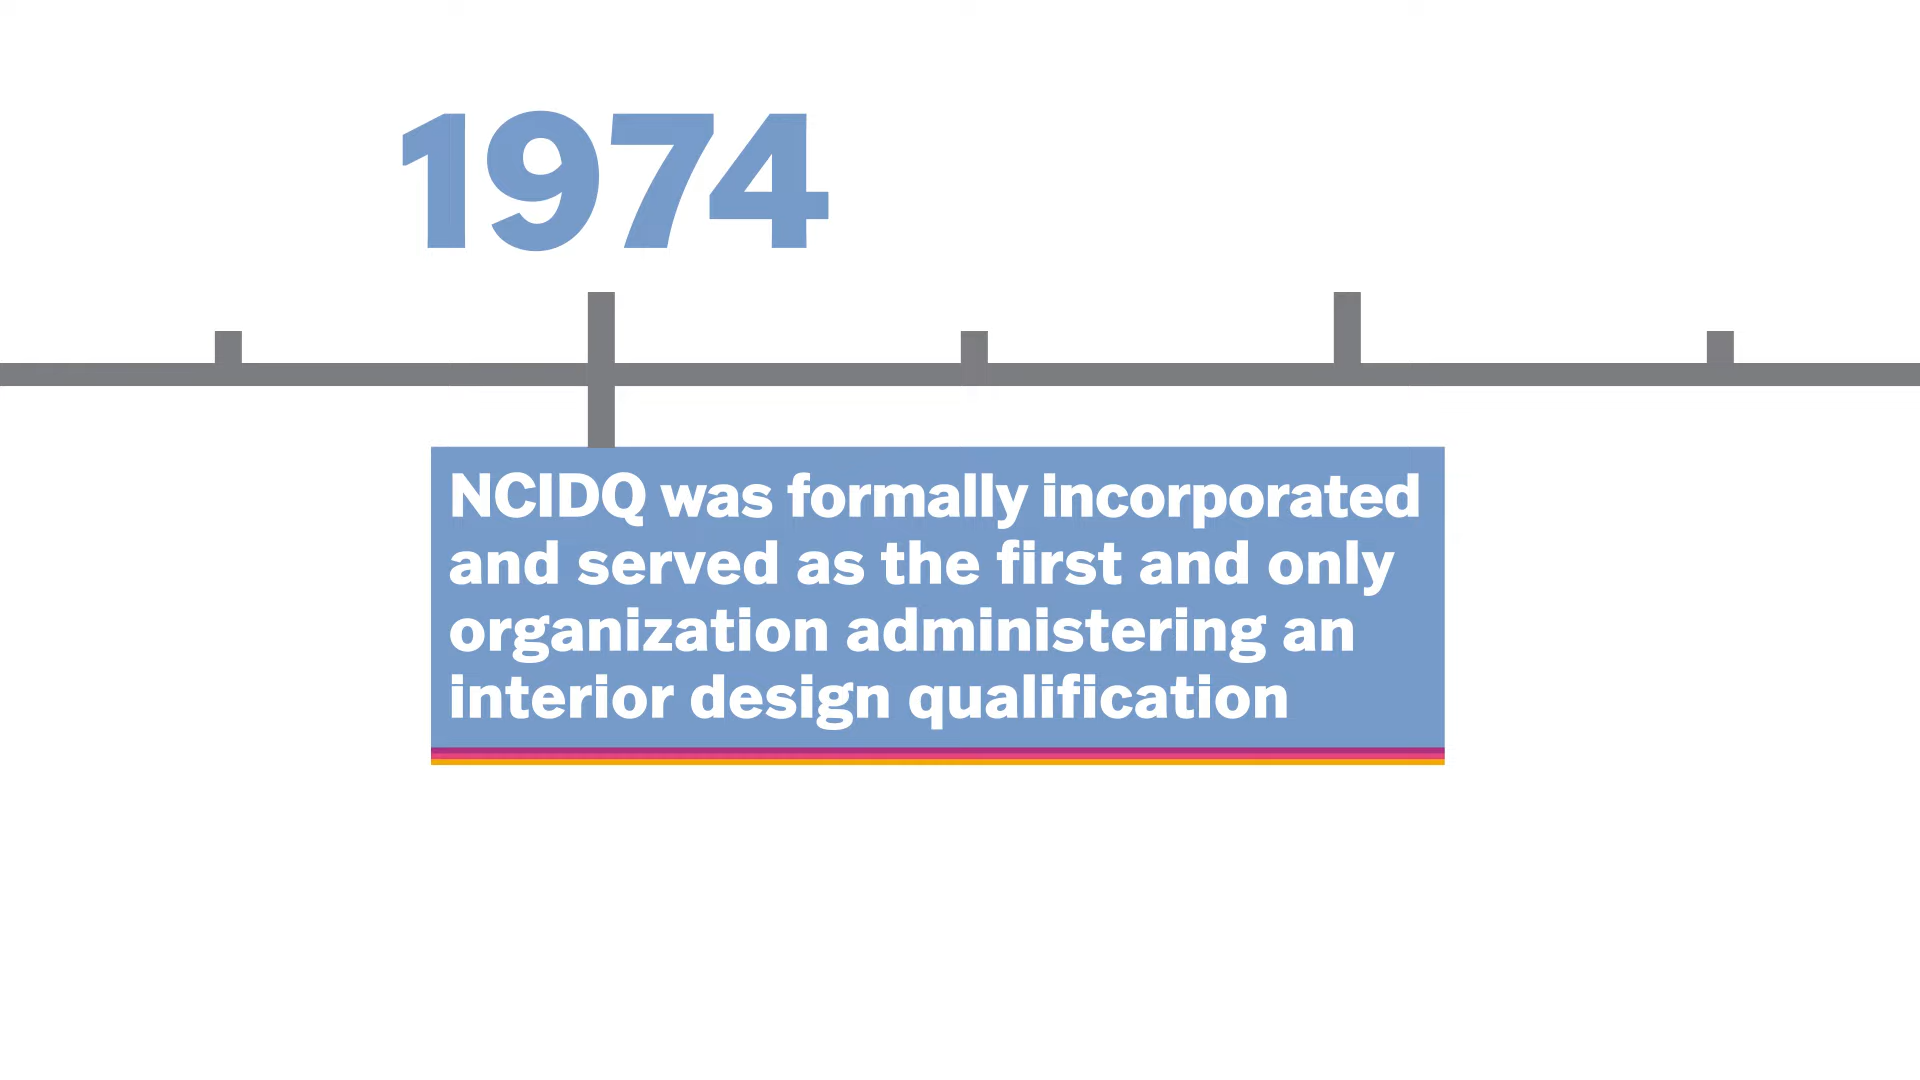 1974
NCIDQ was formally incorporated
and served as the first and only
organization administering an
interior design qualification